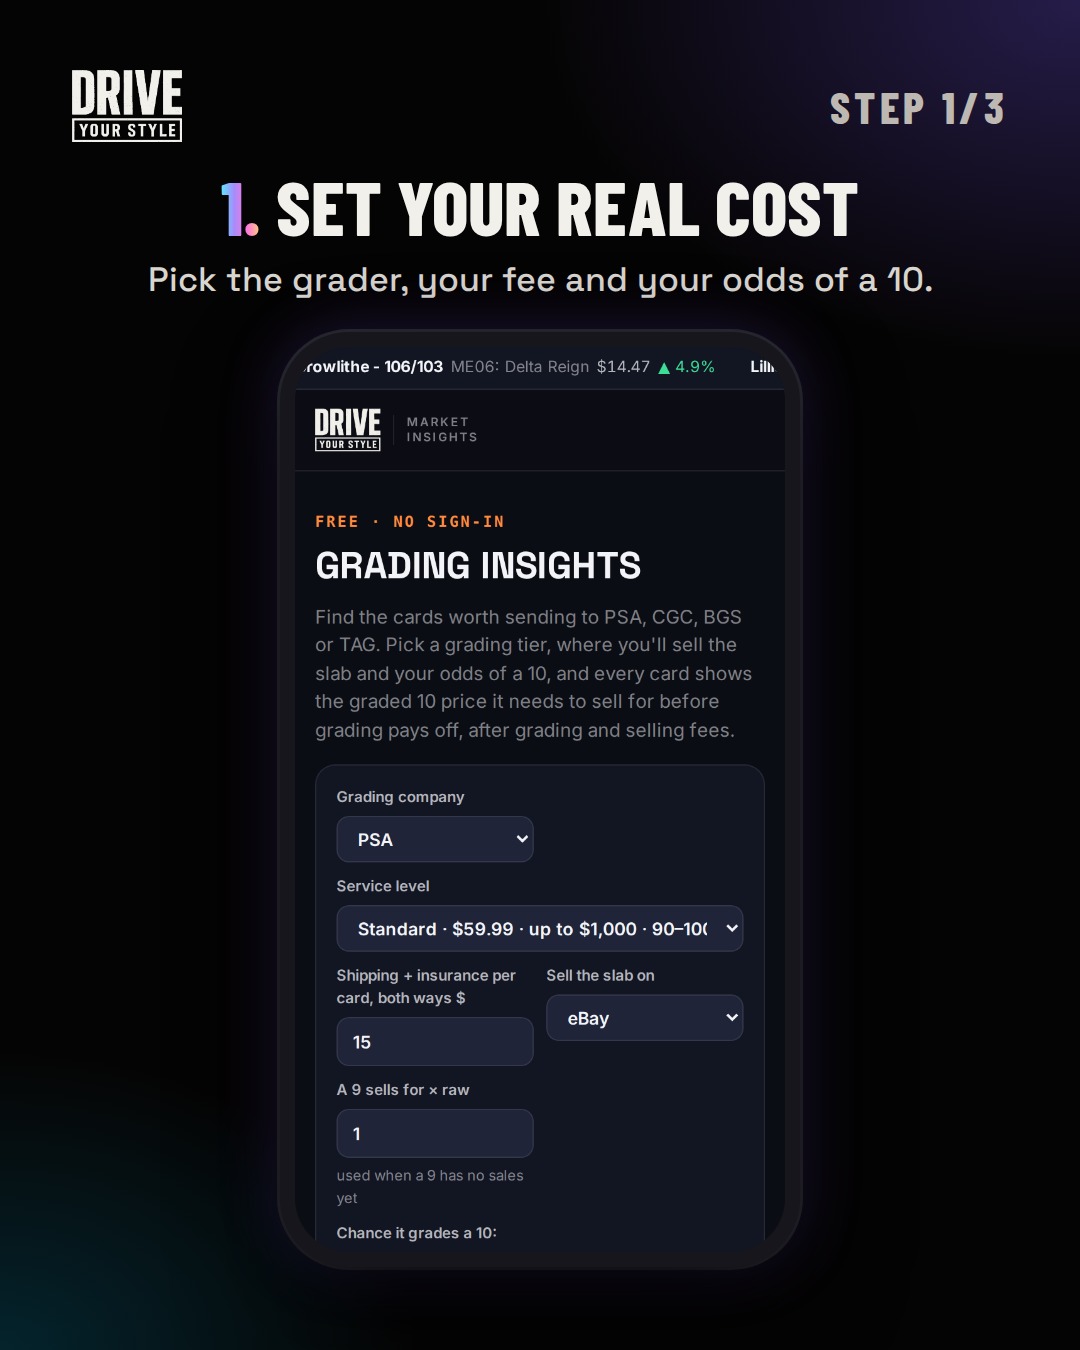 DRIVE
YOUR STYLE
STEP 1/3
1. SET YOUR REAL COST
Pick the grader, your fee and your odds of a 10.
rowlithe - 106/103 ME06: Delta Reign $14.47 ▲ 4.9%
DRIVE
YOUR STYLE
MARKET
INSIGHTS
FREE · NO SIGN-IN
GRADING INSIGHTS
Find the cards worth sending to PSA, CGC, BGS
or TAG. Pick a grading tier, where you'll sell the
slab and your odds of a 10, and every card shows
the graded 10 price it needs to sell for before
grading pays off, after grading and selling fees.
Grading company
PSA
Service level
Standard · $59.99 · up to $1,000 · 90–10
Shipping + insurance per
card, both ways $
15
Sell the slab on
eBay
A 9 sells for × raw
1
used when a 9 has no sales
yet
Chance it grades a 10: